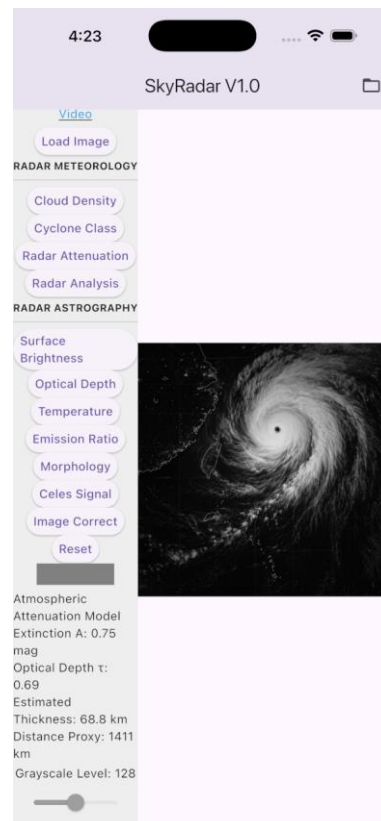 4:23
SkyRadar V1.0
Video
Load Image
RADAR METEOROLOGY
Cloud Density
Cyclone Class
Radar Attenuation
Radar Analysis
RADAR ASTROGRAPHY
Surface
Brightness
Optical Depth
Temperature
Emission Ratio
Morphology
Celes Signal
Image Correct
Reset
Atmospheric
Attenuation Model
Extinction A: 0.75
mag
Optical Depth τ:
0.69
Estimated
Thickness: 68.8 km
Distance Proxy: 1411
km
Grayscale Level: 128